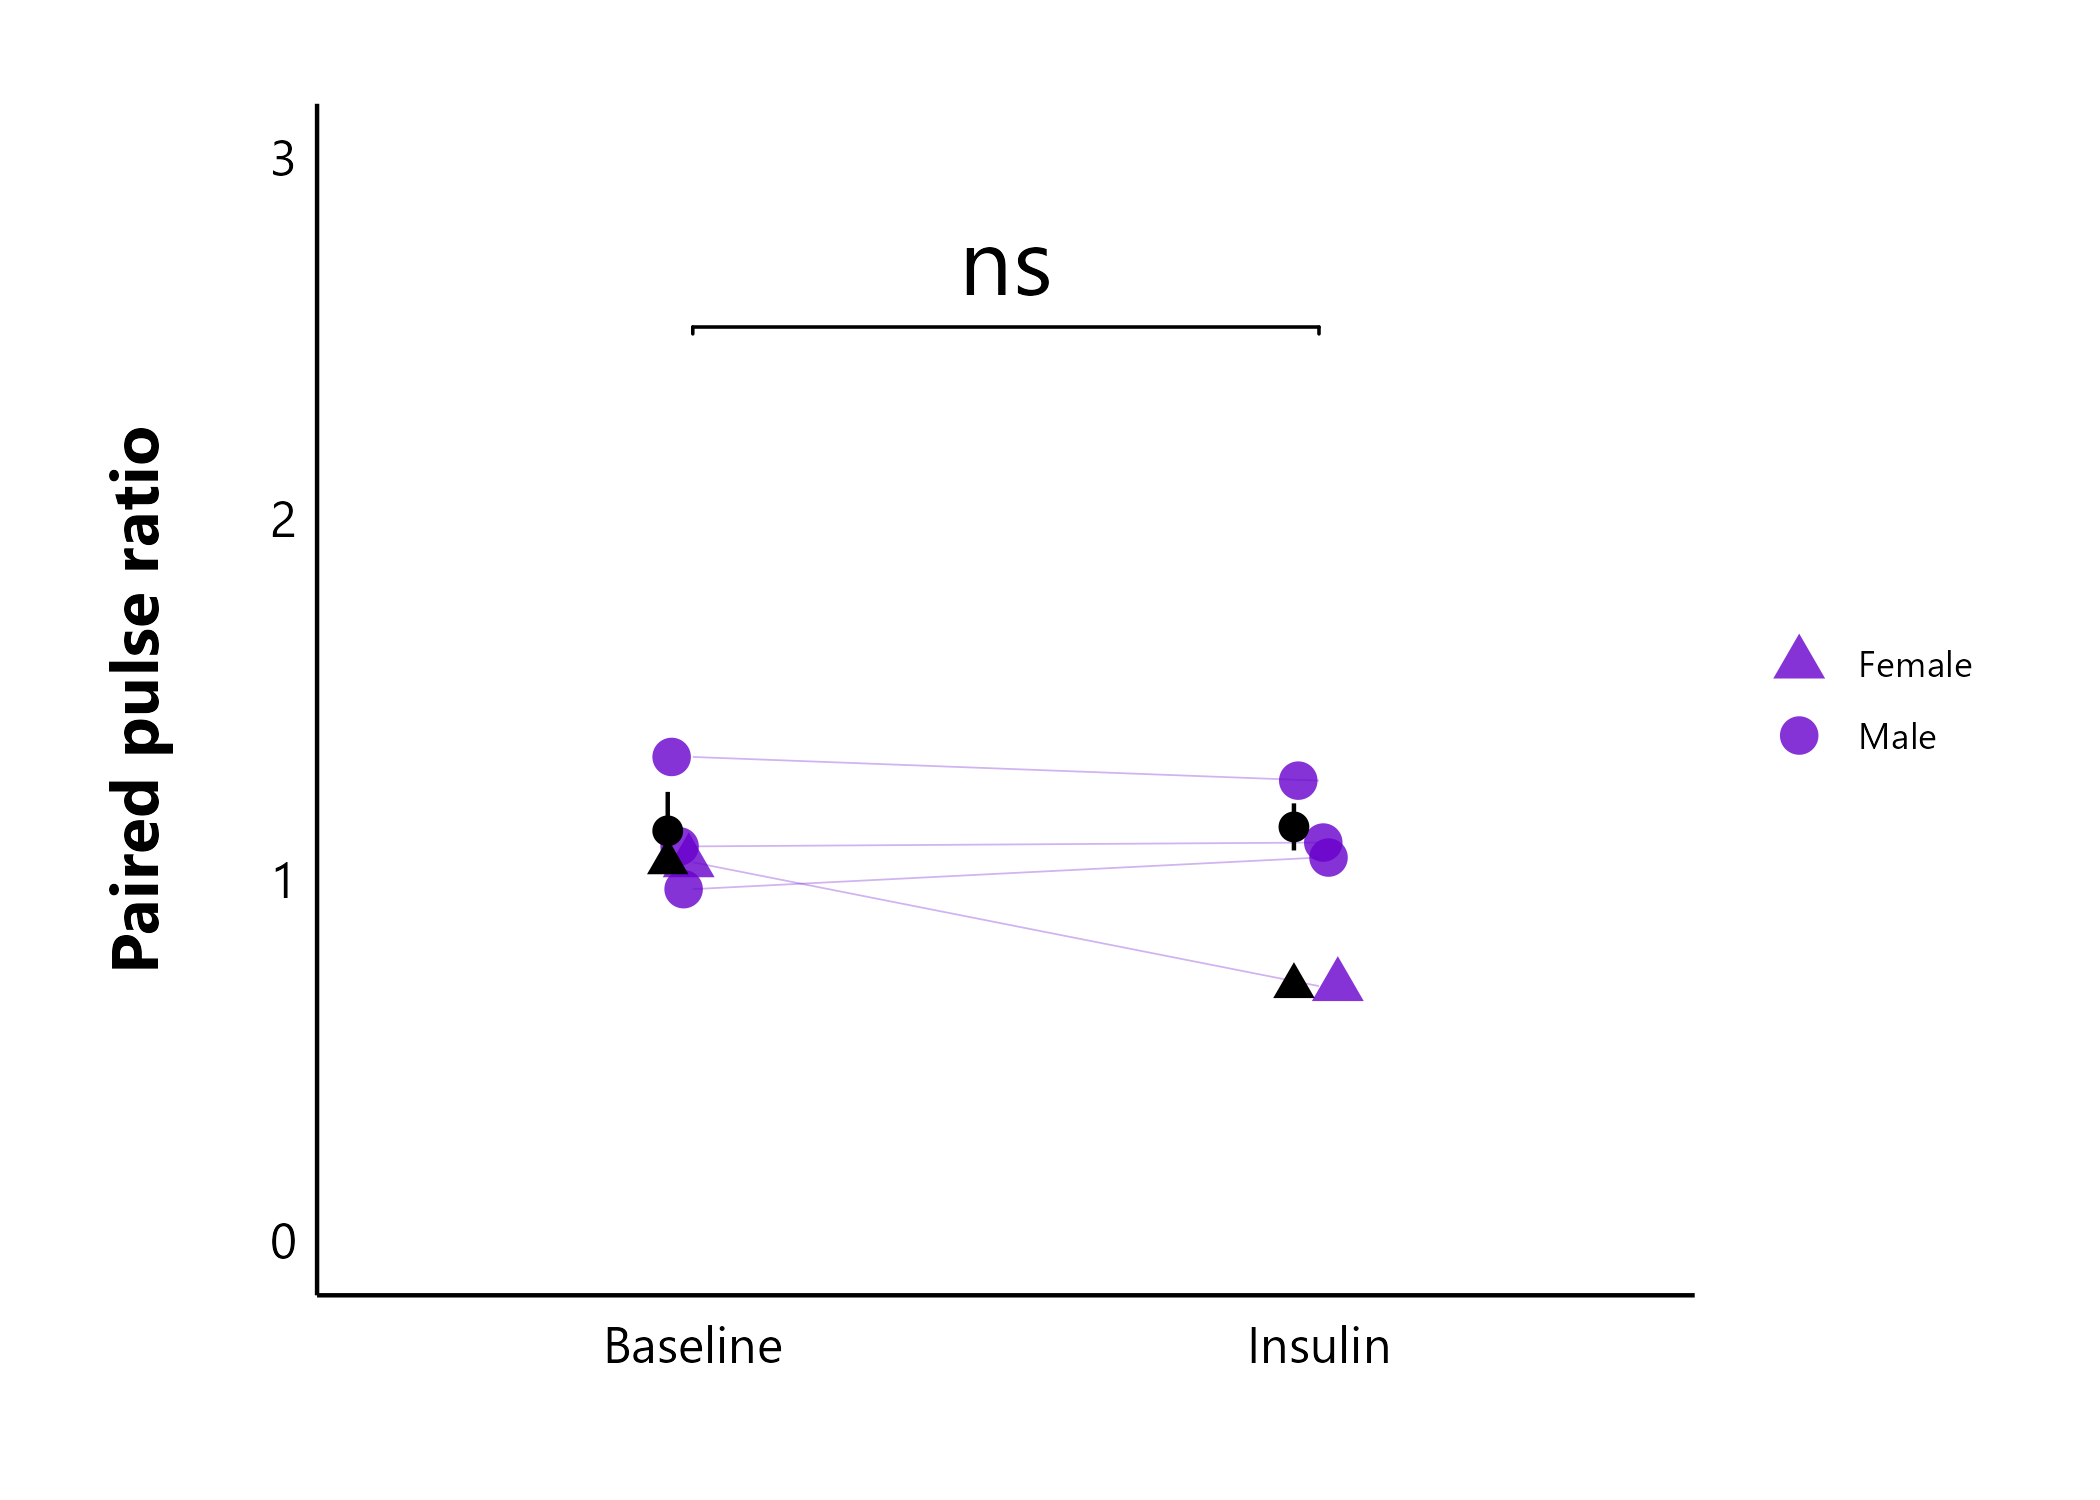 Paired pulse ratio
3
2
1
0
ns
Baseline
Insulin
Female
Male